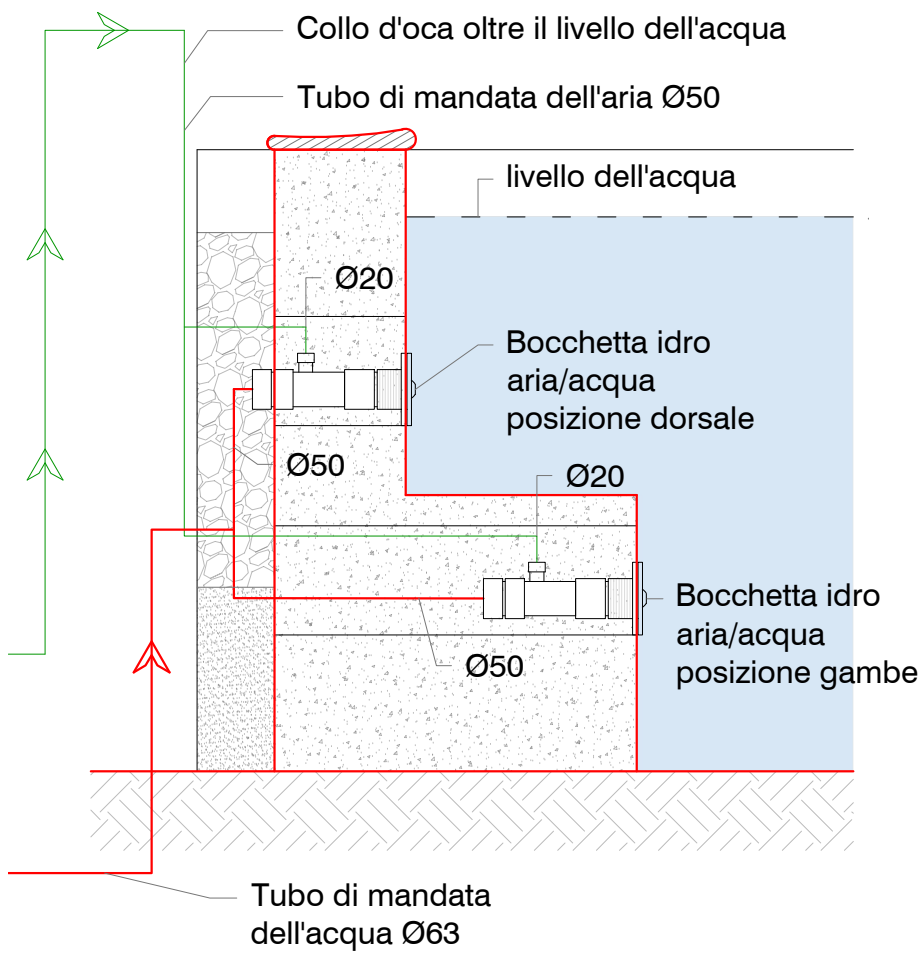 Collo d'oca oltre il livello dell'acqua
Tubo di mandata dell'aria Ø50
livello dell'acqua
Ø20
Bocchetta idro
aria/acqua
posizione dorsale
Ø50
Ø20
Bocchetta idro
aria/acqua
posizione gambe
Ø50
Tubo di mandata
dell'acqua Ø63